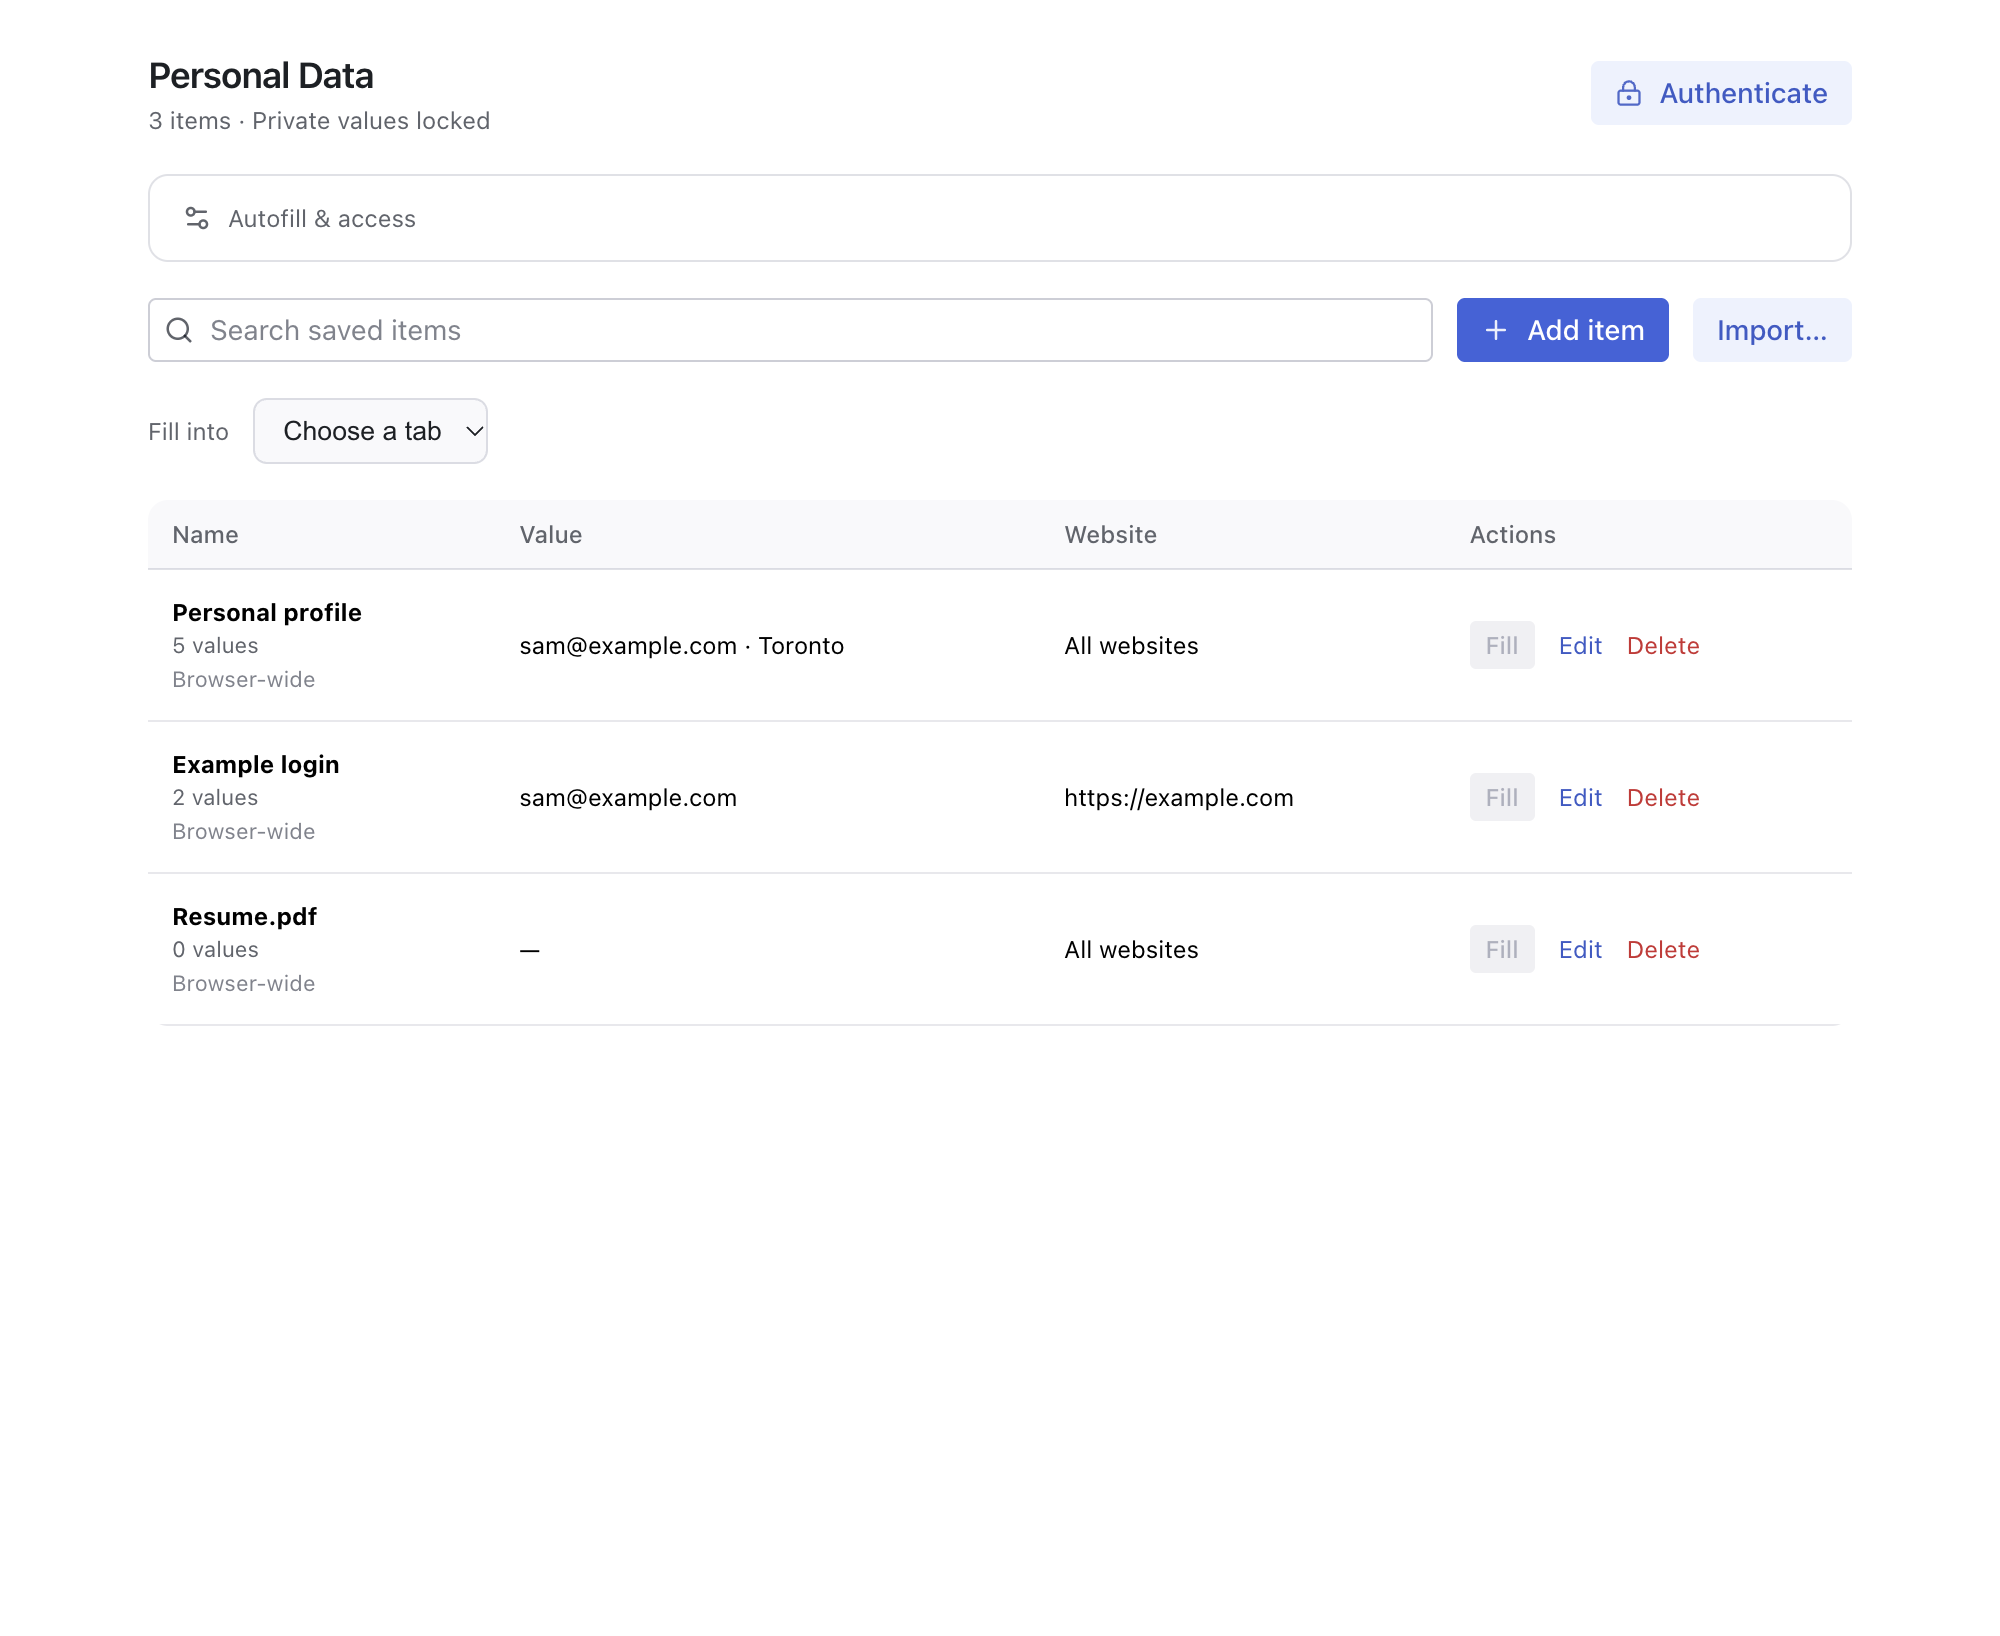 Personal Data
3 items · Private values locked
Authenticate
Autofill & access
Search saved items
Add item
Import...
Fill into
Choose a tab
Name Value Website Actions
Personal profile
5 values
Browser-wide
sam@example.com · Toronto
All websites
Fill Edit Delete
Example login
2 values
Browser-wide
sam@example.com
https://example.com
Fill Edit Delete
Resume.pdf
0 values
Browser-wide
—
All websites
Fill Edit Delete